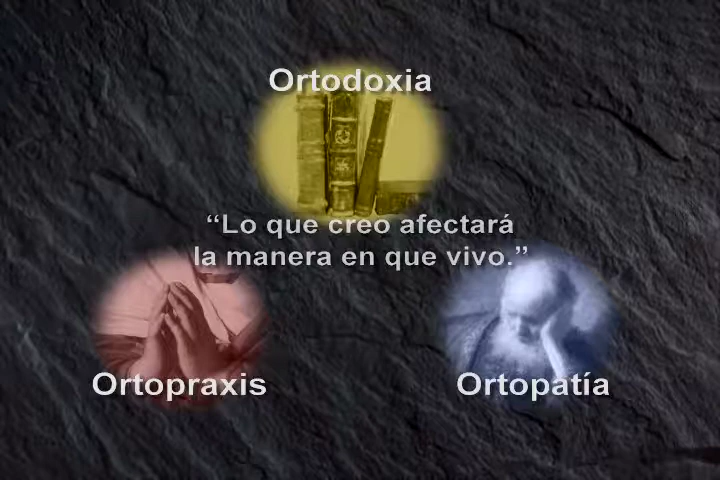 Ortodoxia
“Lo que creo afectará
la manera en que vivo.”
Ortopraxis
Ortopatía